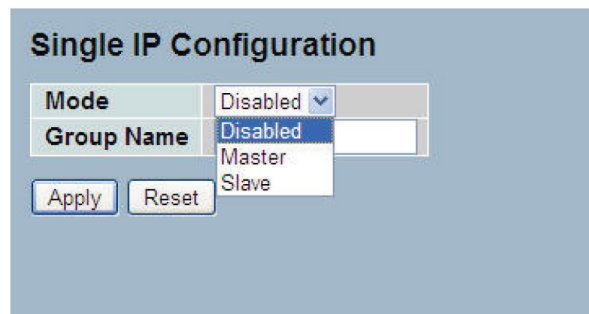 Single IP Configuration
Mode Disabled
Group Name Disabled
Master
Slave
Apply Reset